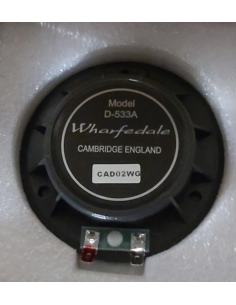 Model
D-533A
Wharfedale
CAMBRIDGE ENGLAND
CAD02WG